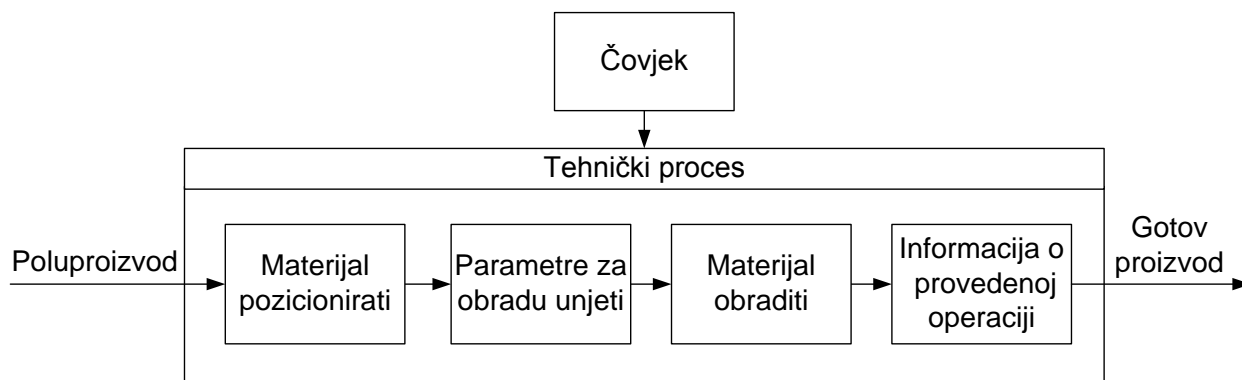 Čovjek
Tehnički proces
Poluproizvod
Materijal
pozicionirati
Parametre za
obradu unjeti
Materijal
obraditi
Informacija o
provedenoj
operaciji
Gotov
proizvod